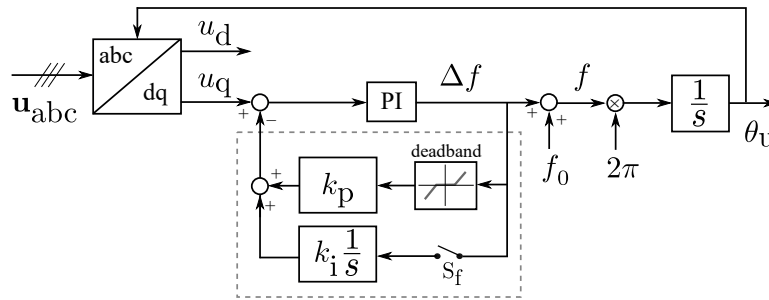 abc
dq
u_abc
u_d
u_q
+
−
PI
Δf
+
+
f
f_0
×
2π
1/s
θ_u
deadband
k_p
+
+
k_i 1/s
S_f